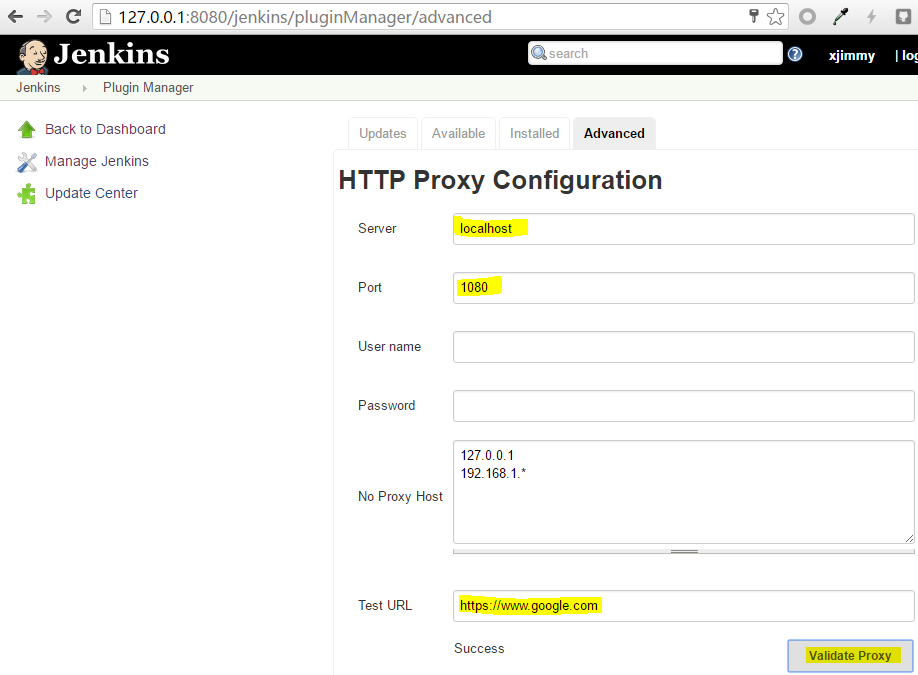 127.0.0.1:8080/jenkins/pluginManager/advanced
Jenkins
search
xjimmy
| log
Jenkins
Plugin Manager
Back to Dashboard
Manage Jenkins
Update Center
Updates
Available
Installed
Advanced
HTTP Proxy Configuration
Server
localhost
Port
1080
User name
Password
No Proxy Host
127.0.0.1
192.168.1.*
Test URL
https://www.google.com
Success
Validate Proxy